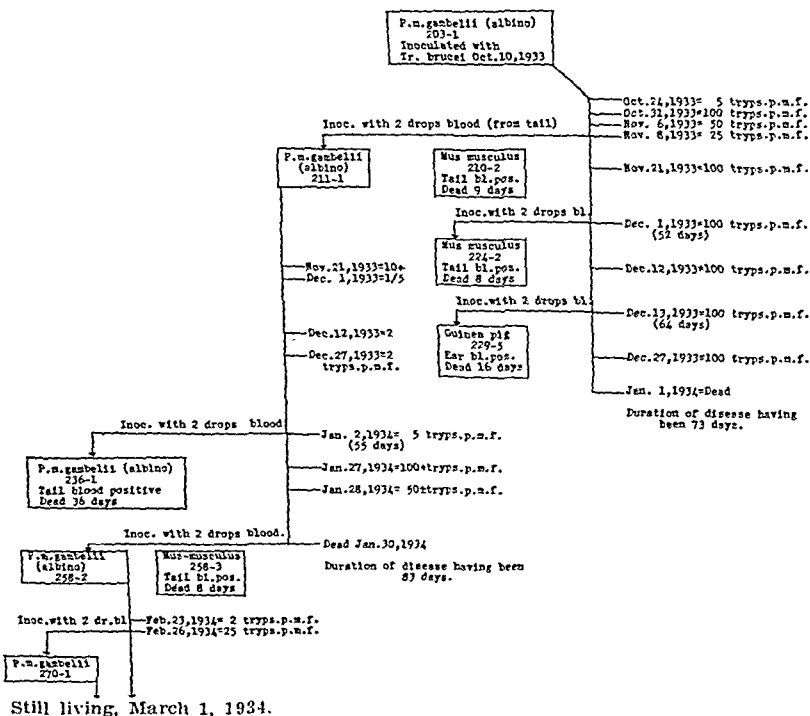 P.m.gambelii (albino)
203-1
Inoculated with
Tr. brucei Oct.10,1933
Oct.24,1933= 5 tryps.p.m.f.
Oct.31,1933=100 tryps.p.m.f.
Nov. 6,1933= 50 tryps.p.m.f.
Nov. 8,1933= 25 tryps.p.m.f.
Inoc. with 2 drops blood (from tail)
P.m.gambelii
(albino)
211-1
Mus musculus
210-2
Tail bl.pos.
Dead 9 days
Nov.21,1933=100 tryps.p.m.f.
Inoc.with 2 drops bl.
Dec. 1,1933=100 tryps.p.m.f.
(52 days)
Mus musculus
224-2
Tail bl.pos.
Dead 8 days
Nov.21,1933=10+
Dec. 1,1933=1/5
Dec.12,1933=100 tryps.p.m.f.
Inoc.with 2 drops bl.
Dec.13,1933=100 tryps.p.m.f.
(64 days)
Guinea pig
229-5
Ear bl.pos.
Dead 16 days
Dec.12,1933=2
Dec.27,1933=2
tryps.p.m.f.
Dec.27,1933=100 tryps.p.m.f.
Jan. 1,1934=Dead
Duration of disease having
been 73 days.
Inoc. with 2 drops blood
Jan. 2,1934= 5 tryps.p.m.f.
(55 days)
P.m.gambelii (albino)
236-1
Tail blood positive
Dead 36 days
Jan.27,1934=100+tryps.p.m.f.
Jan.28,1934= 50±tryps.p.m.f.
Inoc. with 2 drops blood.
Dead Jan.30,1934
Duration of disease having been
83 days.
P.m.gambelii
(albino)
258-2
Mus-musculus
258-3
Tail bl.pos.
Dead 8 days
Inoc.with 2 dr.bl
Feb.23,1934= 2 tryps.p.m.f.
Feb.26,1934=25 tryps.p.m.f.
P.m.gambelii
270-1
Still living, March 1, 1934.